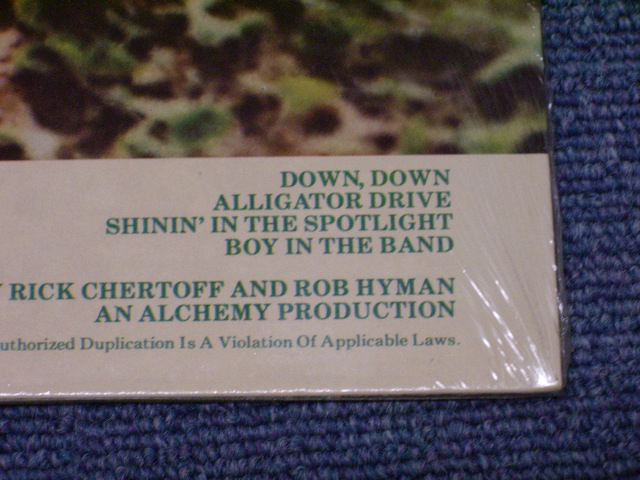 DOWN, DOWN
ALLIGATOR DRIVE
SHININ' IN THE SPOTLIGHT
BOY IN THE BAND
RICK CHERTOFF AND ROB HYMAN
AN ALCHEMY PRODUCTION
Duplication Is A Violation Of Applicable Laws.